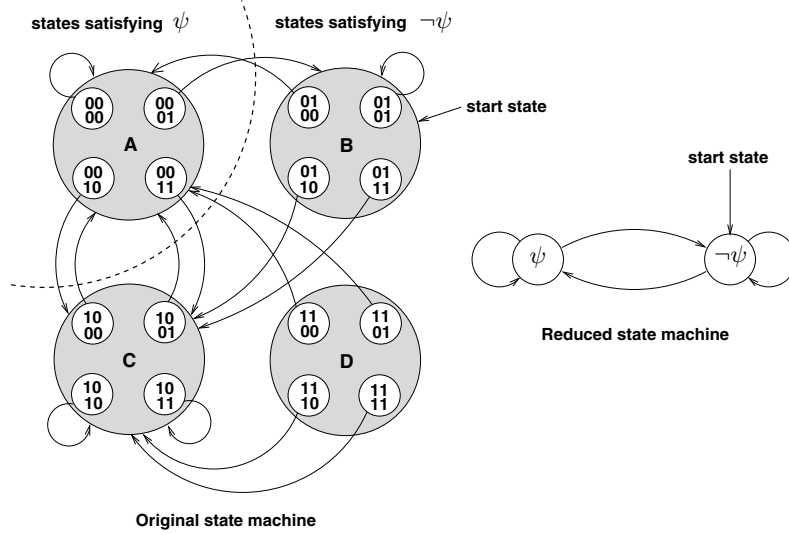 states satisfying ψ
states satisfying ¬ψ
00
00
00
01
01
00
01
01
A
B
start state
00
10
00
11
01
10
01
11
start state
ψ
¬ψ
10
00
10
01
11
00
11
01
Reduced state machine
C
D
10
10
10
11
11
10
11
11
Original state machine